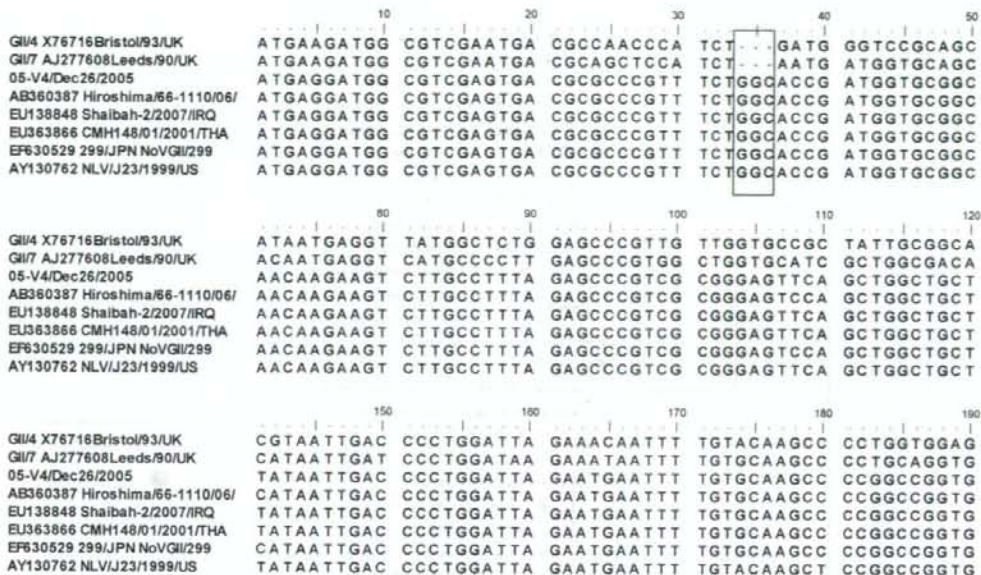 10 20 30 40 50
GII/4 X76716Bristol/93/UK ATGAAGATGG CGTCGAATGA CGCCAACCCA TCT...GATG GGTCCGCAGC
GII/7 AJ277608Leeds/90/UK ATGAAGATGG CGTCGAATGA CGCAGCTCCA TCT...AATG ATGGTGCAGC
05-V4/Dec26/2005 ATGAGGATGG CGTCGAGTGA CGCGCCCGTT TCTGGCACCG ATGGTGCGGC
AB360387 Hiroshima/66-1110/06/ ATGAGGATGG CGTCGAGTGA CGCGCCCGTT TCTGGCACCG ATGGTGCGGC
EU138848 Shaibah-2/2007/IRQ ATGAGGATGG CGTCGAGTGA CGCGCCCGTT TCTGGCACCG ATGGTGCGGC
EU363866 CMH148/01/2001/THA ATGAGGATGG CGTCGAGTGA CGCGCCCGTT TCTGGCACCG ATGGTGCGGC
EF630529 299/JPN NoVGII/299 ATGAGGATGG CGTCGAGTGA CGCGCCCGTT TCTGGCACCG ATGGTGCGGC
AY130762 NLV/J23/1999/US ATGAGGATGG CGTCGAGTGA CGCGCCCGTT TCTGGCACCG ATGGTGCGGC
80 90 100 110 120
GII/4 X76716Bristol/93/UK ATAATGAGGT TATGGCTCTG GAGCCCGTTG TTGGTGCCGC TATTGCGGCA
GII/7 AJ277608Leeds/90/UK ACAATGAGGT CATGCCCCTT GAGCCCGTGG CTGGTGCATC GCTGGCGACA
05-V4/Dec26/2005 AACAAGAAGT CTTGCCTTTA GAGCCCGTCG CGGGAGTTCA GCTGGCTGCT
AB360387 Hiroshima/66-1110/06/ AACAAGAAGT CTTGCCTTTA GAGCCCGTCG CGGGAGTCCA GCTGGCTGCT
EU138848 Shaibah-2/2007/IRQ AACAAGAAGT CTTGCCTTTA GAGCCCGTCG CGGGAGTTCA GCTGGCTGCT
EU363866 CMH148/01/2001/THA AACAAGAAGT CTTGCCTTTA GAGCCCGTCG CGGGAGTTCA GCTGGCTGCT
EF630529 299/JPN NoVGII/299 AACAAGAAGT CTTGCCTTTA GAGCCCGTCG CGGGAGTCCA GCTGGCTGCT
AY130762 NLV/J23/1999/US AACAAGAAGT CTTGCCTTTA GAGCCCGTCG CGGGAGTTCA GCTGGCTGCT
150 160 170 180 190
GII/4 X76716Bristol/93/UK CGTAATTGAC CCCTGGATTA GAAACAATTT TGTACAAGCC CCTGGTGGAG
GII/7 AJ277608Leeds/90/UK CATAATTGAT CCCTGGATAA GAAATAATTT TGTGCAAGCC CCTGCAGGTG
05-V4/Dec26/2005 TATAATTGAC CCCTGGATTA GAATGAATTT TGTGCAAGCT CCGGCCGGTG
AB360387 Hiroshima/66-1110/06/ CATAATTGAC CCCTGGATTA GAATGAATTT TGTGCAAGCC CCGGCCGGTG
EU138848 Shaibah-2/2007/IRQ TATAATTGAC CCCTGGATTA GAATGAATTT TGTGCAAGCC CCGGCCGGTG
EU363866 CMH148/01/2001/THA TATAATTGAC CCCTGGATTA GAATGAATTT TGTGCAAGCC CCGGCCGGTG
EF630529 299/JPN NoVGII/299 CATAATTGAC CCCTGGATTA GAATGAATTT TGTGCAAGCC CCGGCCGGTG
AY130762 NLV/J23/1999/US TATAATTGAC CCCTGGATTA GAATGAATTT TGTGCAAGCT CCGGCCGGTG